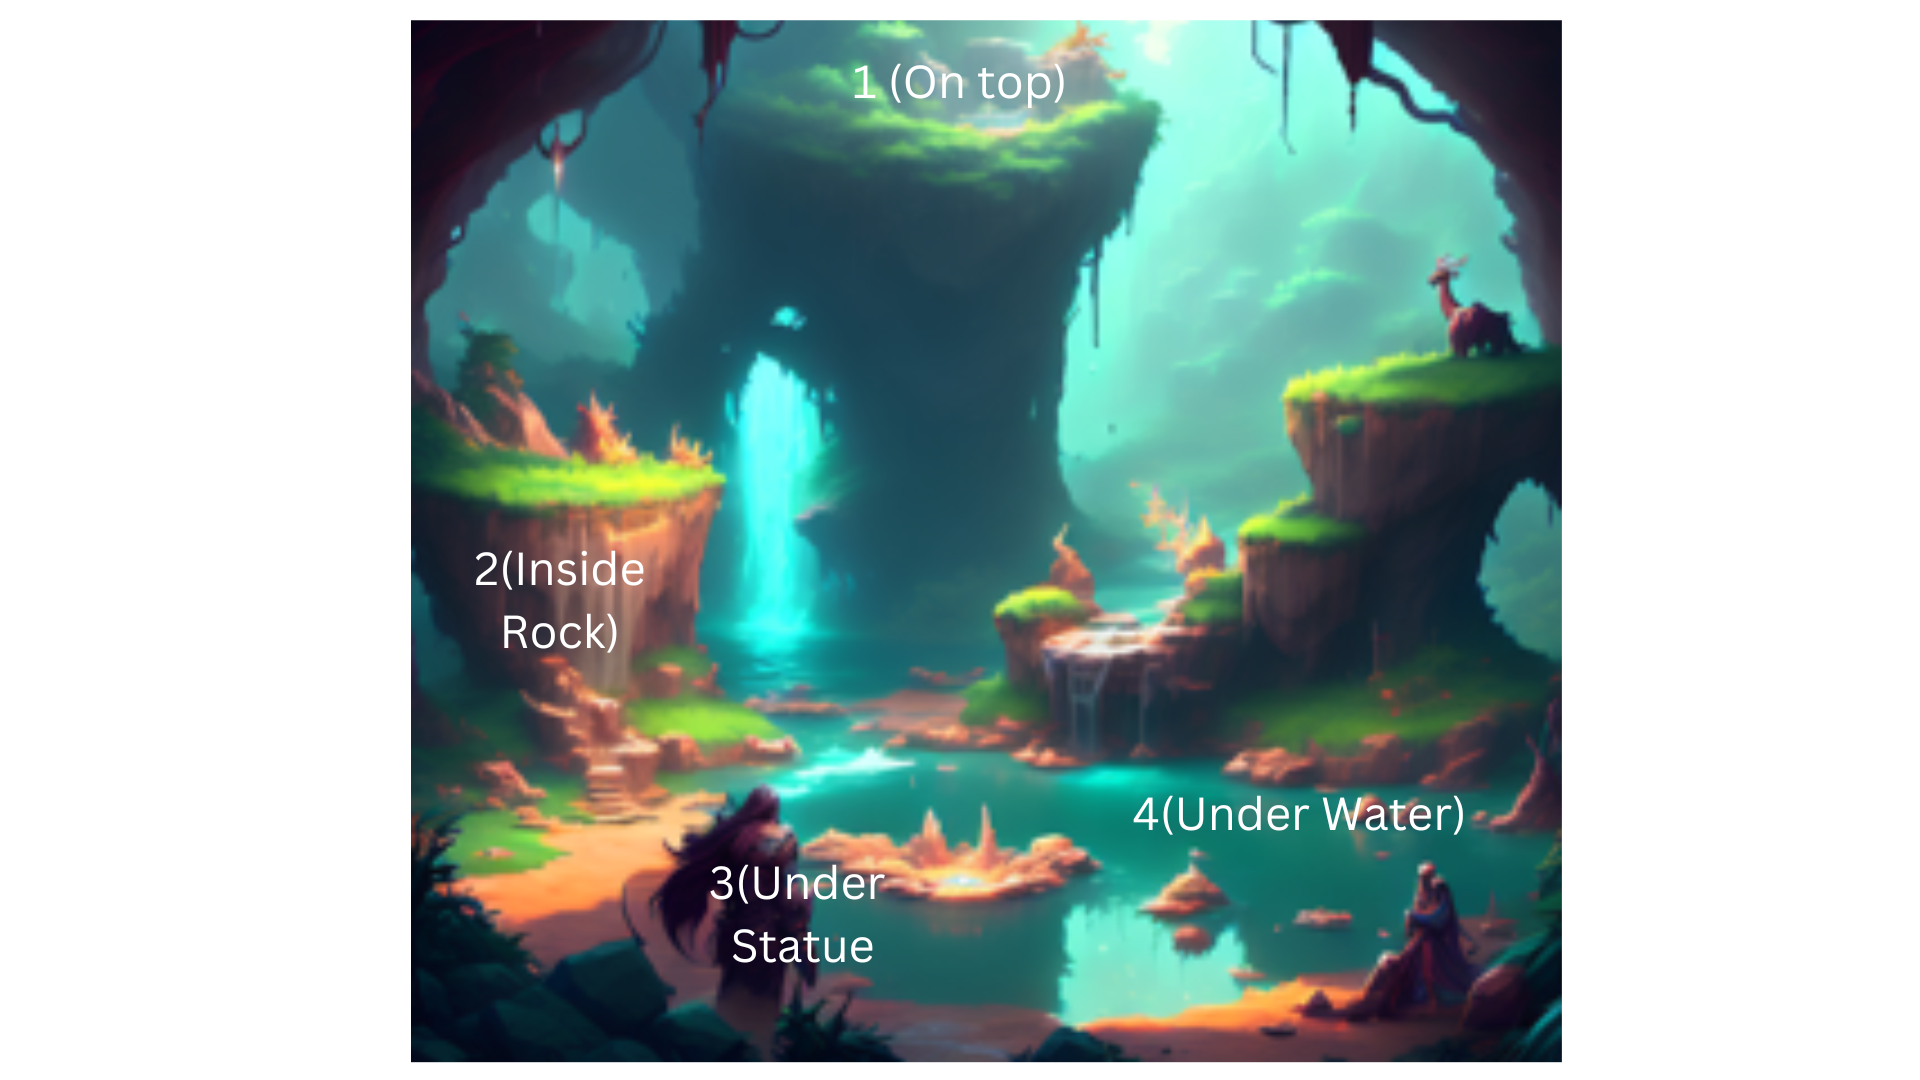 1 (On top)
2(Inside
Rock)
3(Under
Statue
4(Under Water)